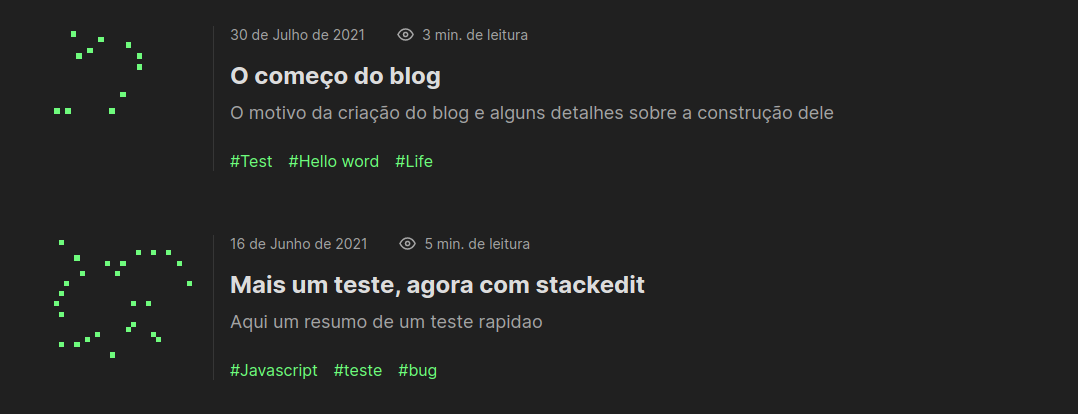 30 de Julho de 2021 3 min. de leitura
O começo do blog
O motivo da criação do blog e alguns detalhes sobre a construção dele
#Test #Hello word #Life
16 de Junho de 2021 5 min. de leitura
Mais um teste, agora com stackedit
Aqui um resumo de um teste rapidao
#Javascript #teste #bug